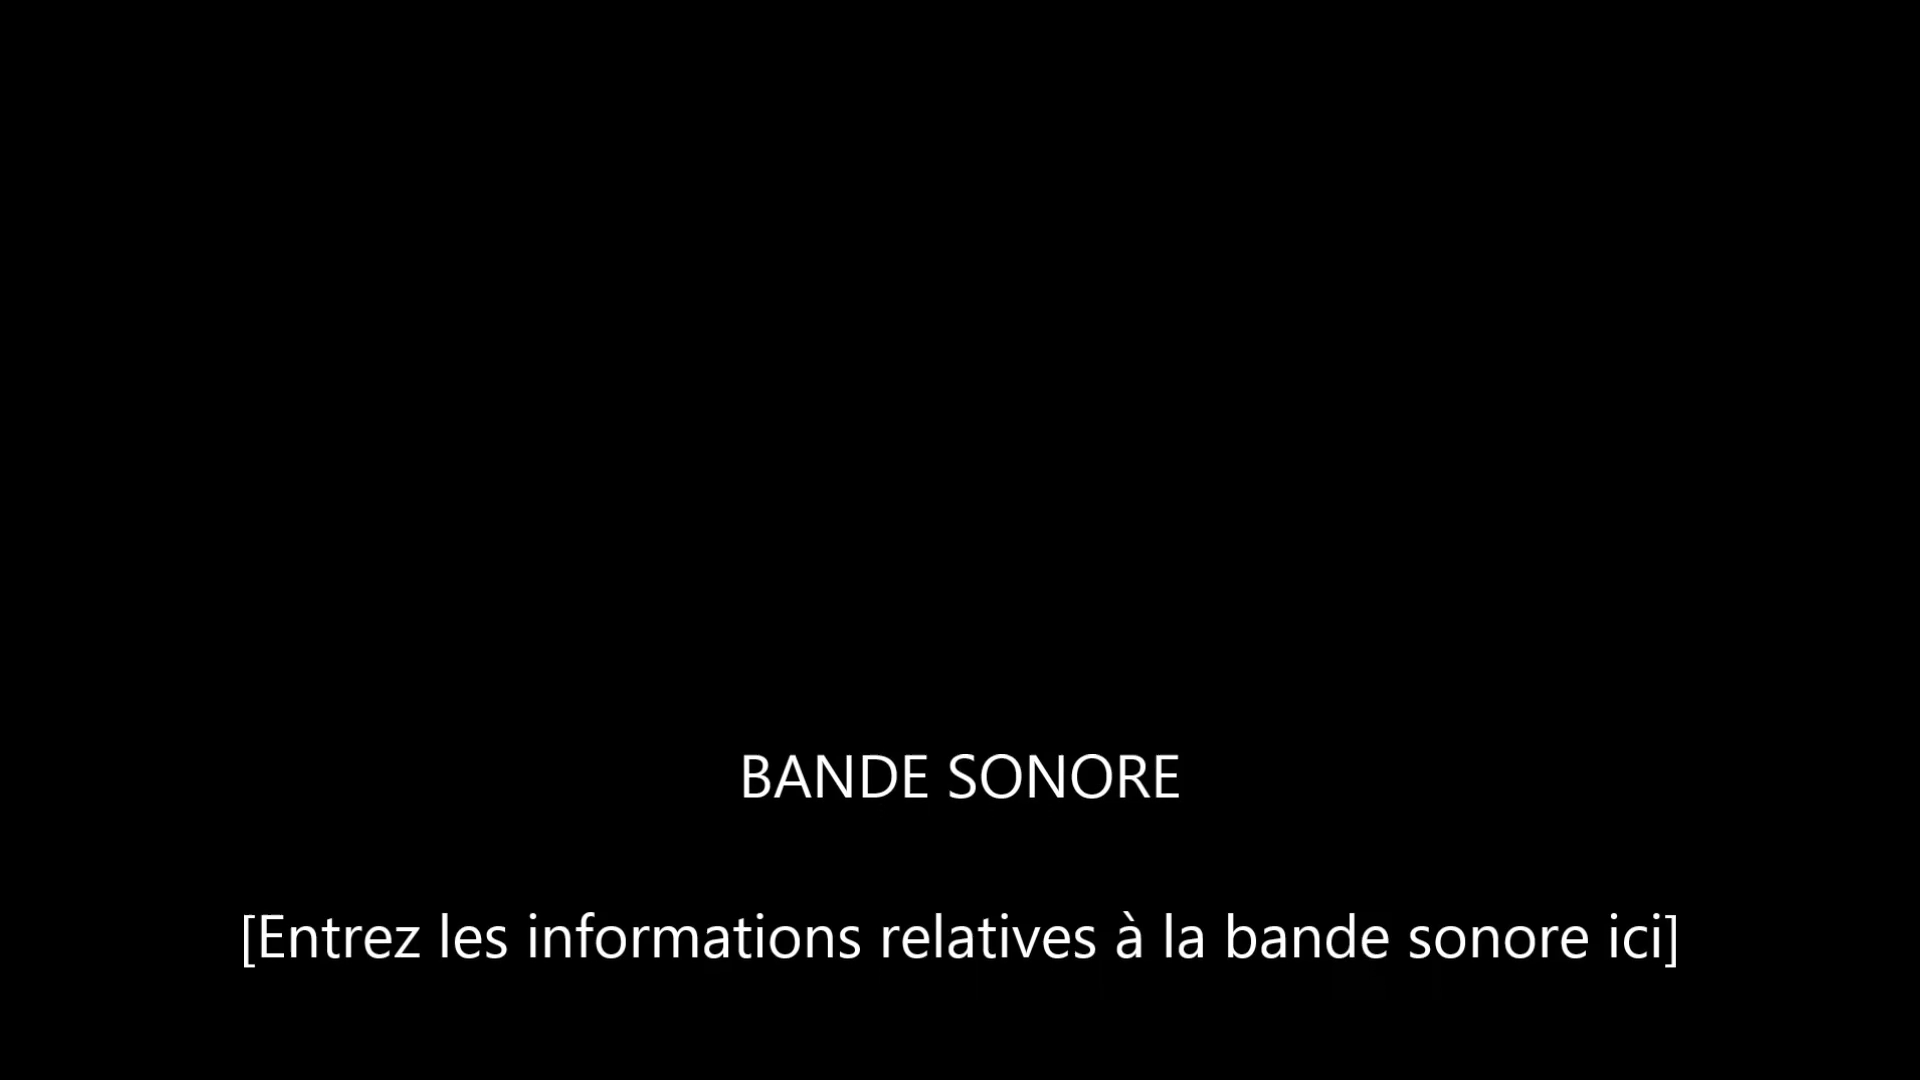 BANDE SONORE
[Entrez les informations relatives à la bande sonore ici]